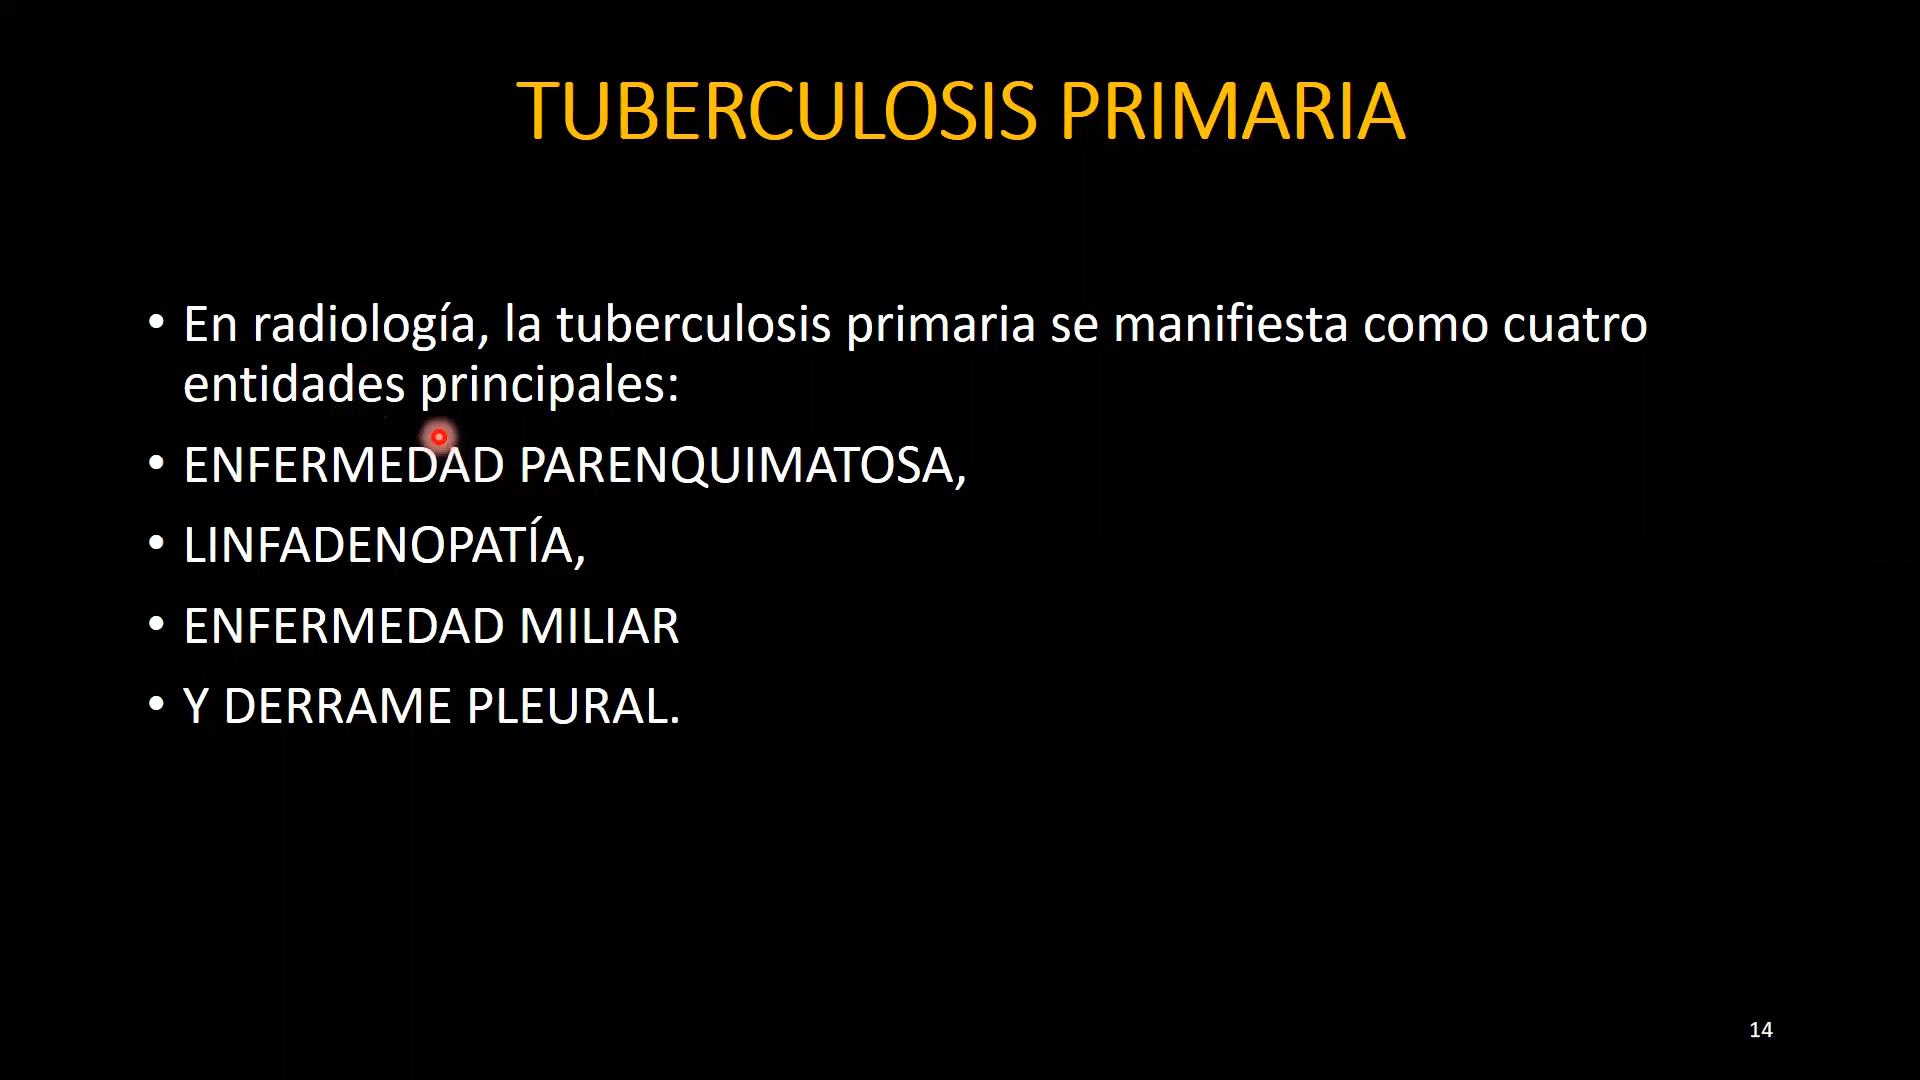 TUBERCULOSIS PRIMARIA
• En radiología, la tuberculosis primaria se manifiesta como cuatro
entidades principales:
• ENFERMEDAD PARENQUIMATOSA,
• LINFADENOPATÍA,
• ENFERMEDAD MILIAR
• Y DERRAME PLEURAL.
14